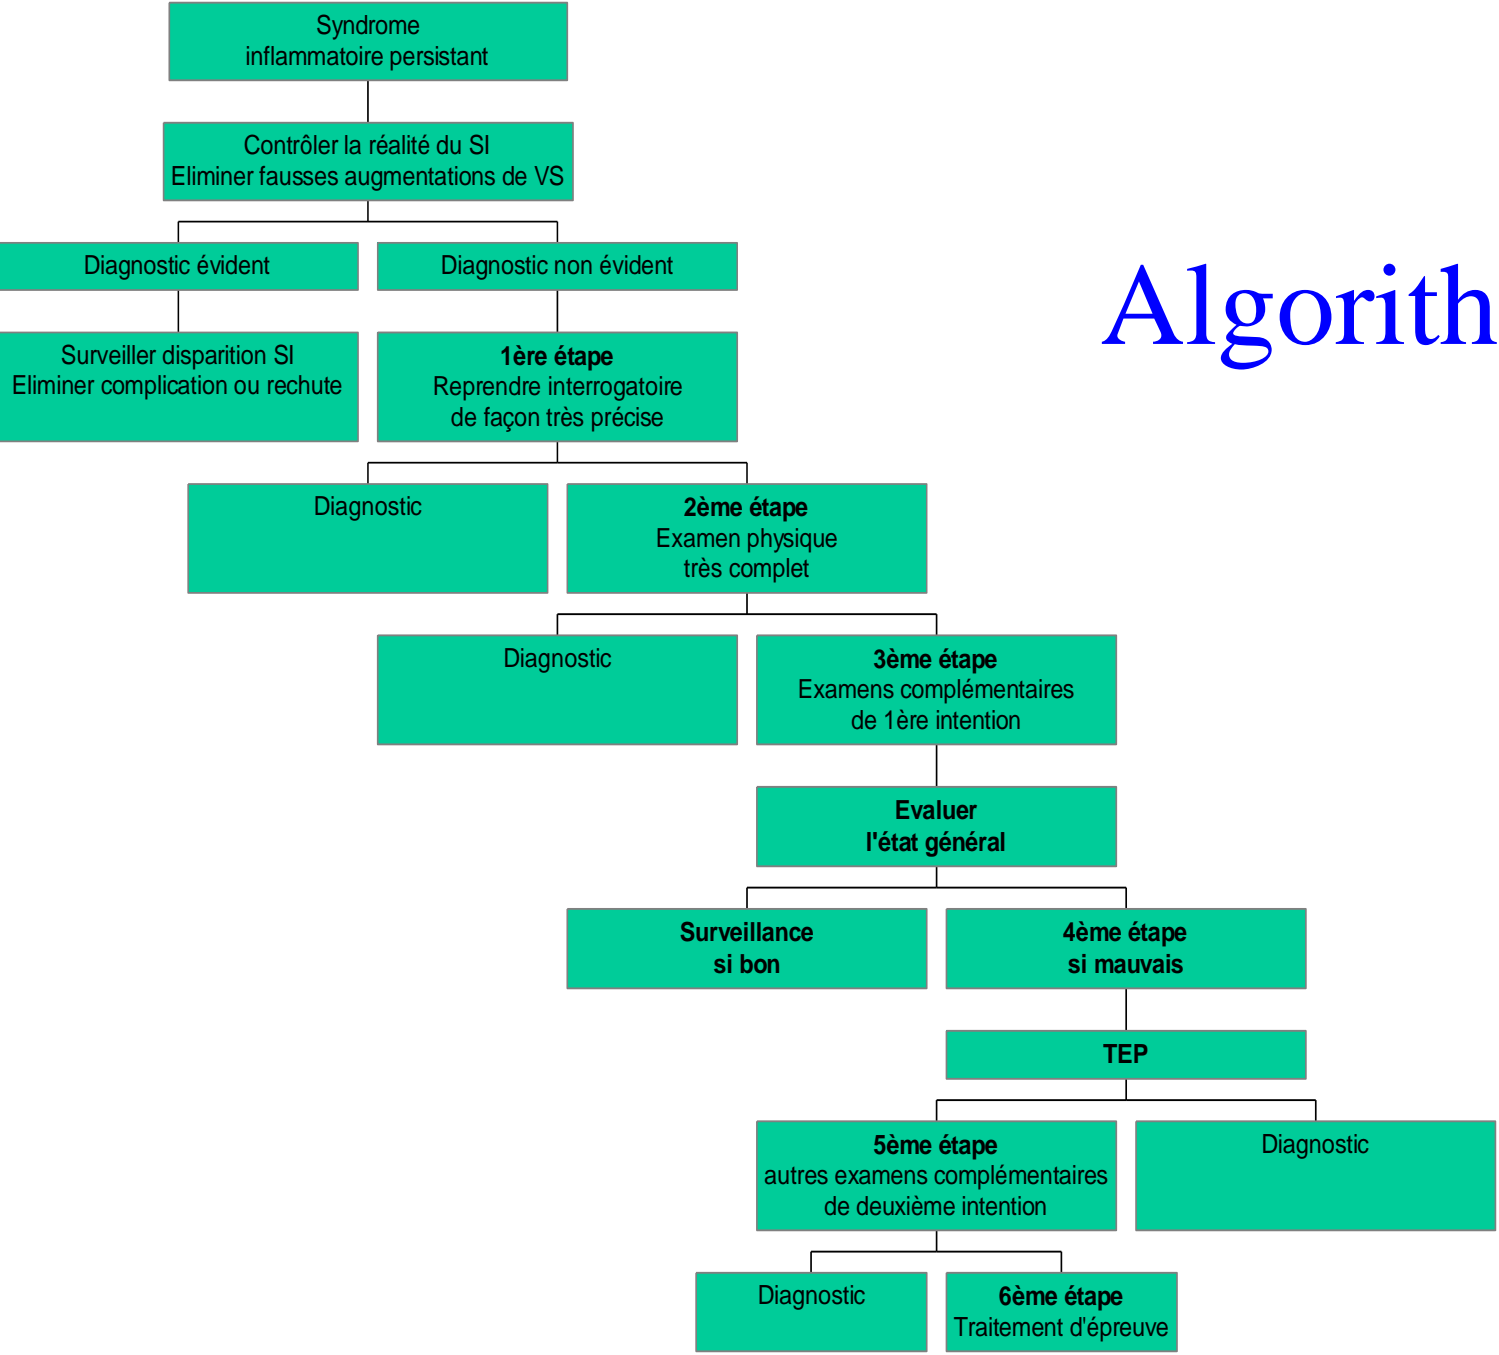 Syndrome
inflammatoire persistant
Contrôler la réalité du SI
Eliminer fausses augmentations de VS
Diagnostic évident
Diagnostic non évident
Algorith
Surveiller disparition SI
Eliminer complication ou rechute
1ère étape
Reprendre interrogatoire
de façon très précise
Diagnostic
2ème étape
Examen physique
très complet
Diagnostic
3ème étape
Examens complémentaires
de 1ère intention
Evaluer
l'état général
Surveillance
si bon
4ème étape
si mauvais
TEP
5ème étape
autres examens complémentaires
de deuxième intention
Diagnostic
Diagnostic
6ème étape
Traitement d'épreuve